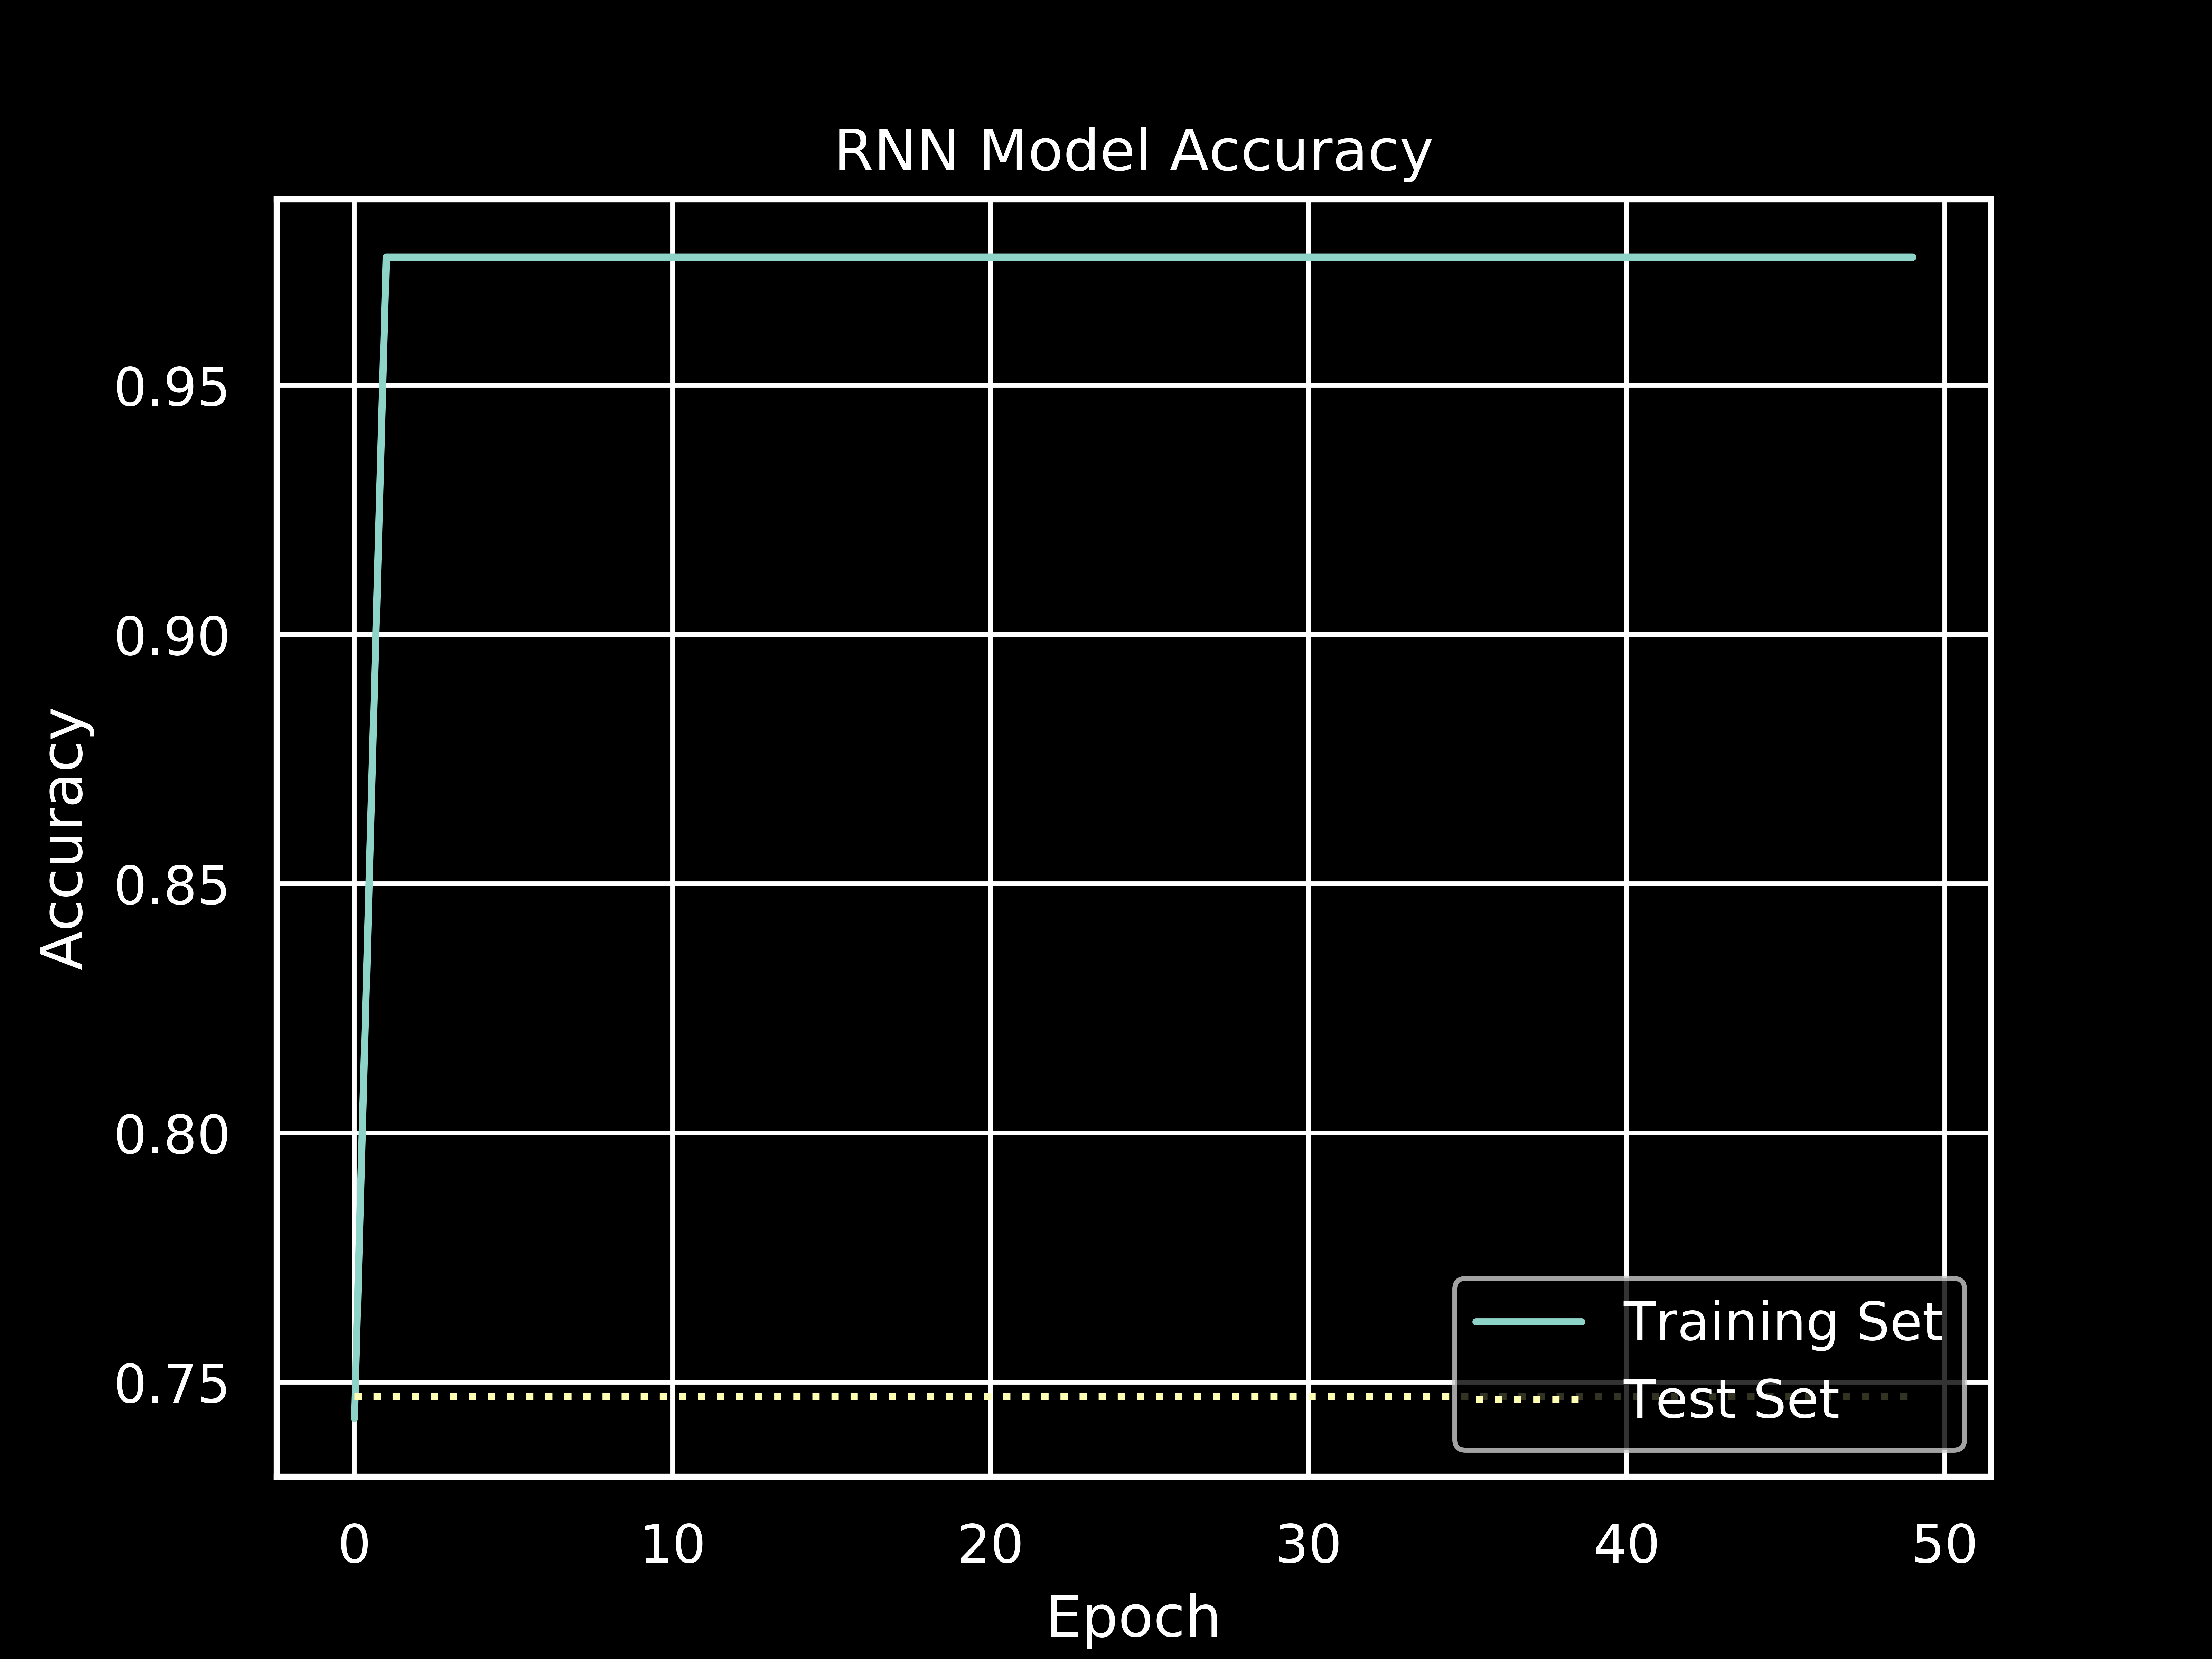 RNN Model Accuracy
0.95
0.90
0.85
0.80
0.75
Accuracy
Training Set
Test Set
0 10 20 30 40 50
Epoch